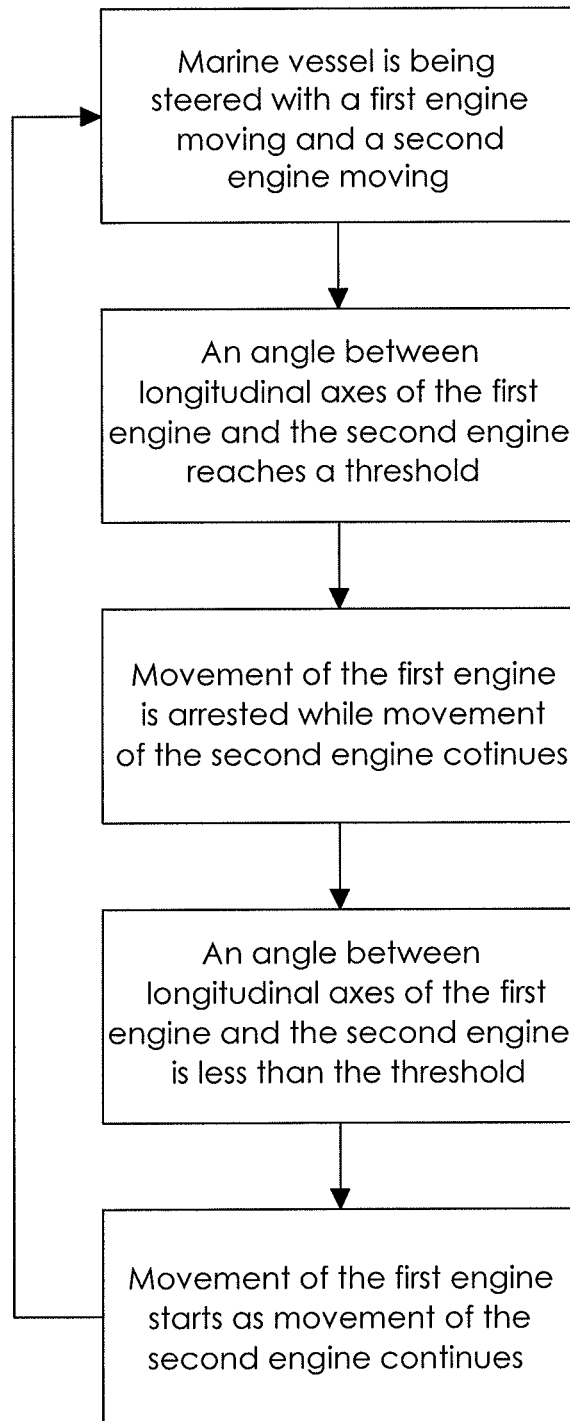 Marine vessel is being
steered with a first engine
moving and a second
engine moving
An angle between
longitudinal axes of the first
engine and the second engine
reaches a threshold
Movement of the first engine
is arrested while movement
of the second engine cotinues
An angle between
longitudinal axes of the first
engine and the second engine
is less than the threshold
Movement of the first engine
starts as movement of the
second engine continues